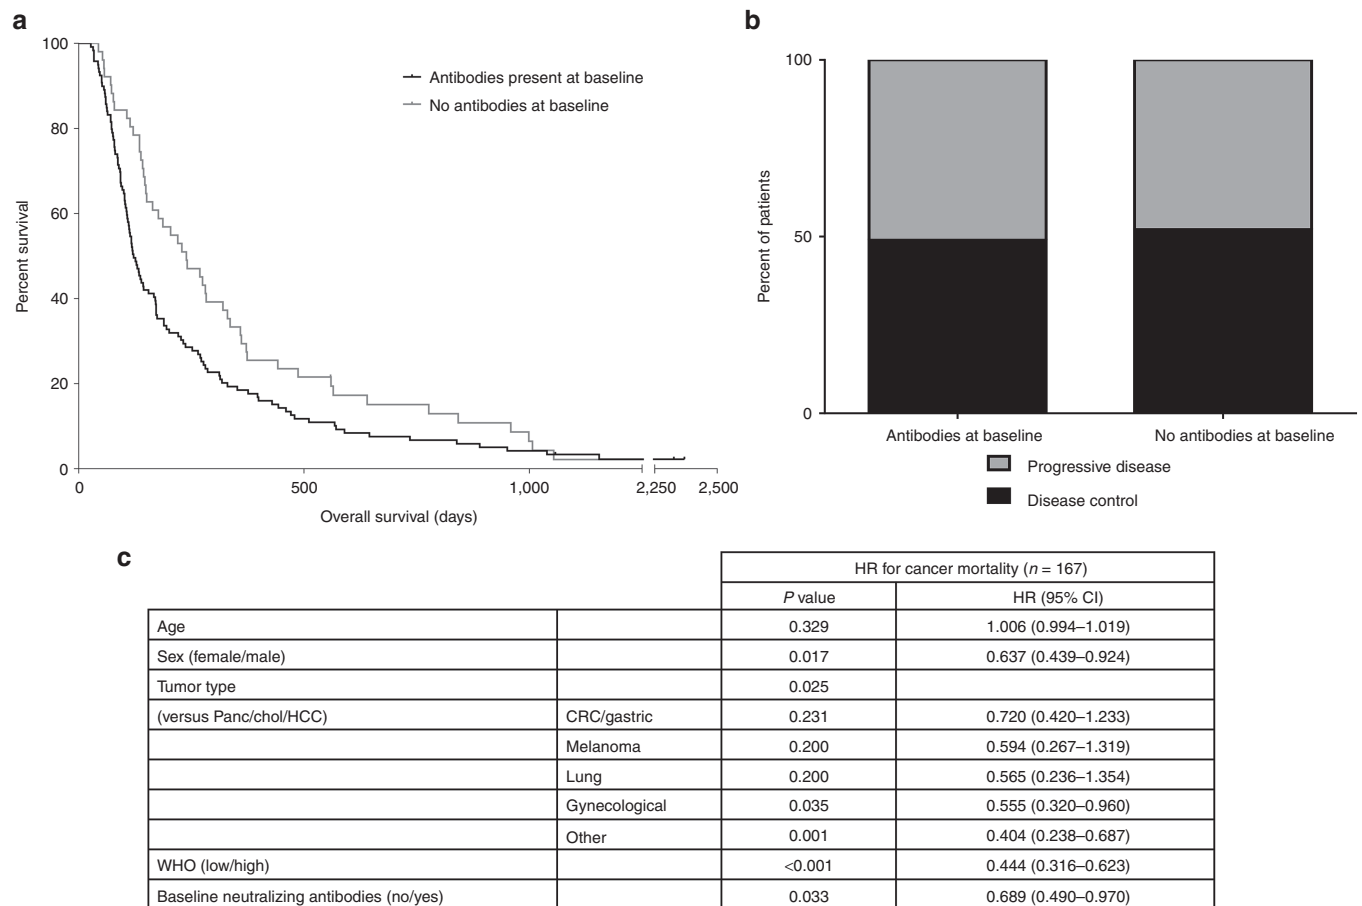 a
100
80
60
40
20
0
Percent survival
Antibodies present at baseline
No antibodies at baseline
0 500 1,000 2,250 2,500
Overall survival (days)
b
100
50
0
Percent of patients
Antibodies at baseline No antibodies at baseline
Progressive disease
Disease control
c
HR for cancer mortality (n = 167)
P value HR (95% CI)
Age 0.329 1.006 (0.994–1.019)
Sex (female/male) 0.017 0.637 (0.439–0.924)
Tumor type 0.025
(versus Panc/chol/HCC) CRC/gastric 0.231 0.720 (0.420–1.233)
Melanoma 0.200 0.594 (0.267–1.319)
Lung 0.200 0.565 (0.236–1.354)
Gynecological 0.035 0.555 (0.320–0.960)
Other 0.001 0.404 (0.238–0.687)
WHO (low/high) <0.001 0.444 (0.316–0.623)
Baseline neutralizing antibodies (no/yes) 0.033 0.689 (0.490–0.970)